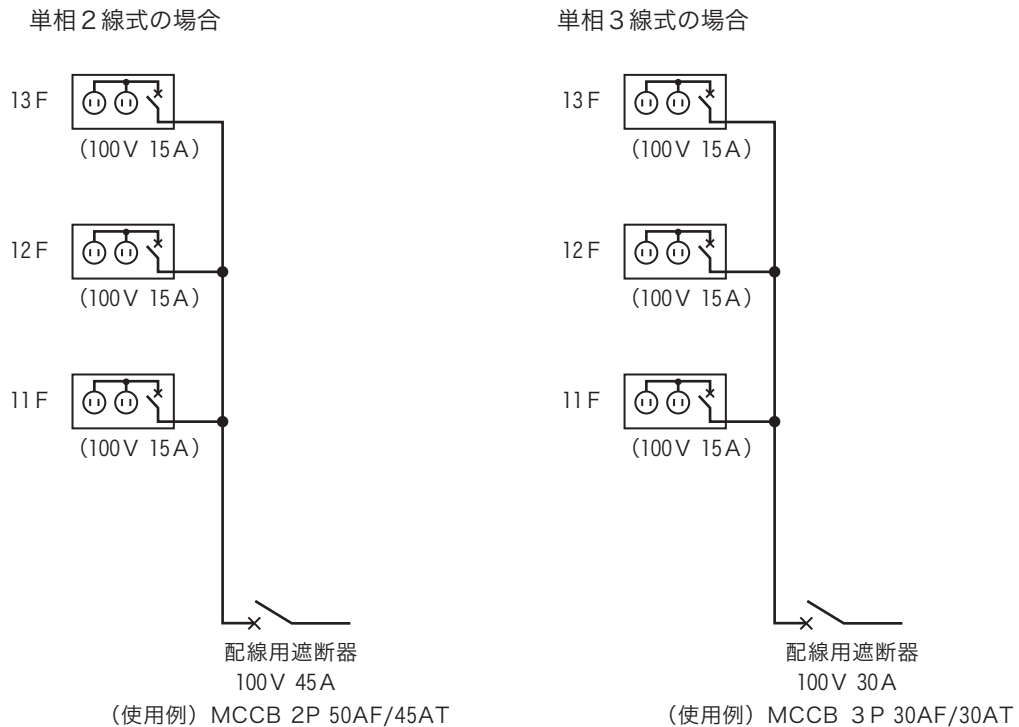 単相2線式の場合
13F
(100V 15A)
12F
(100V 15A)
11F
(100V 15A)
配線用遮断器
100V 45A
(使用例) MCCB 2P 50AF/45AT
単相3線式の場合
13F
(100V 15A)
12F
(100V 15A)
11F
(100V 15A)
配線用遮断器
100V 30A
(使用例) MCCB 3P 30AF/30AT